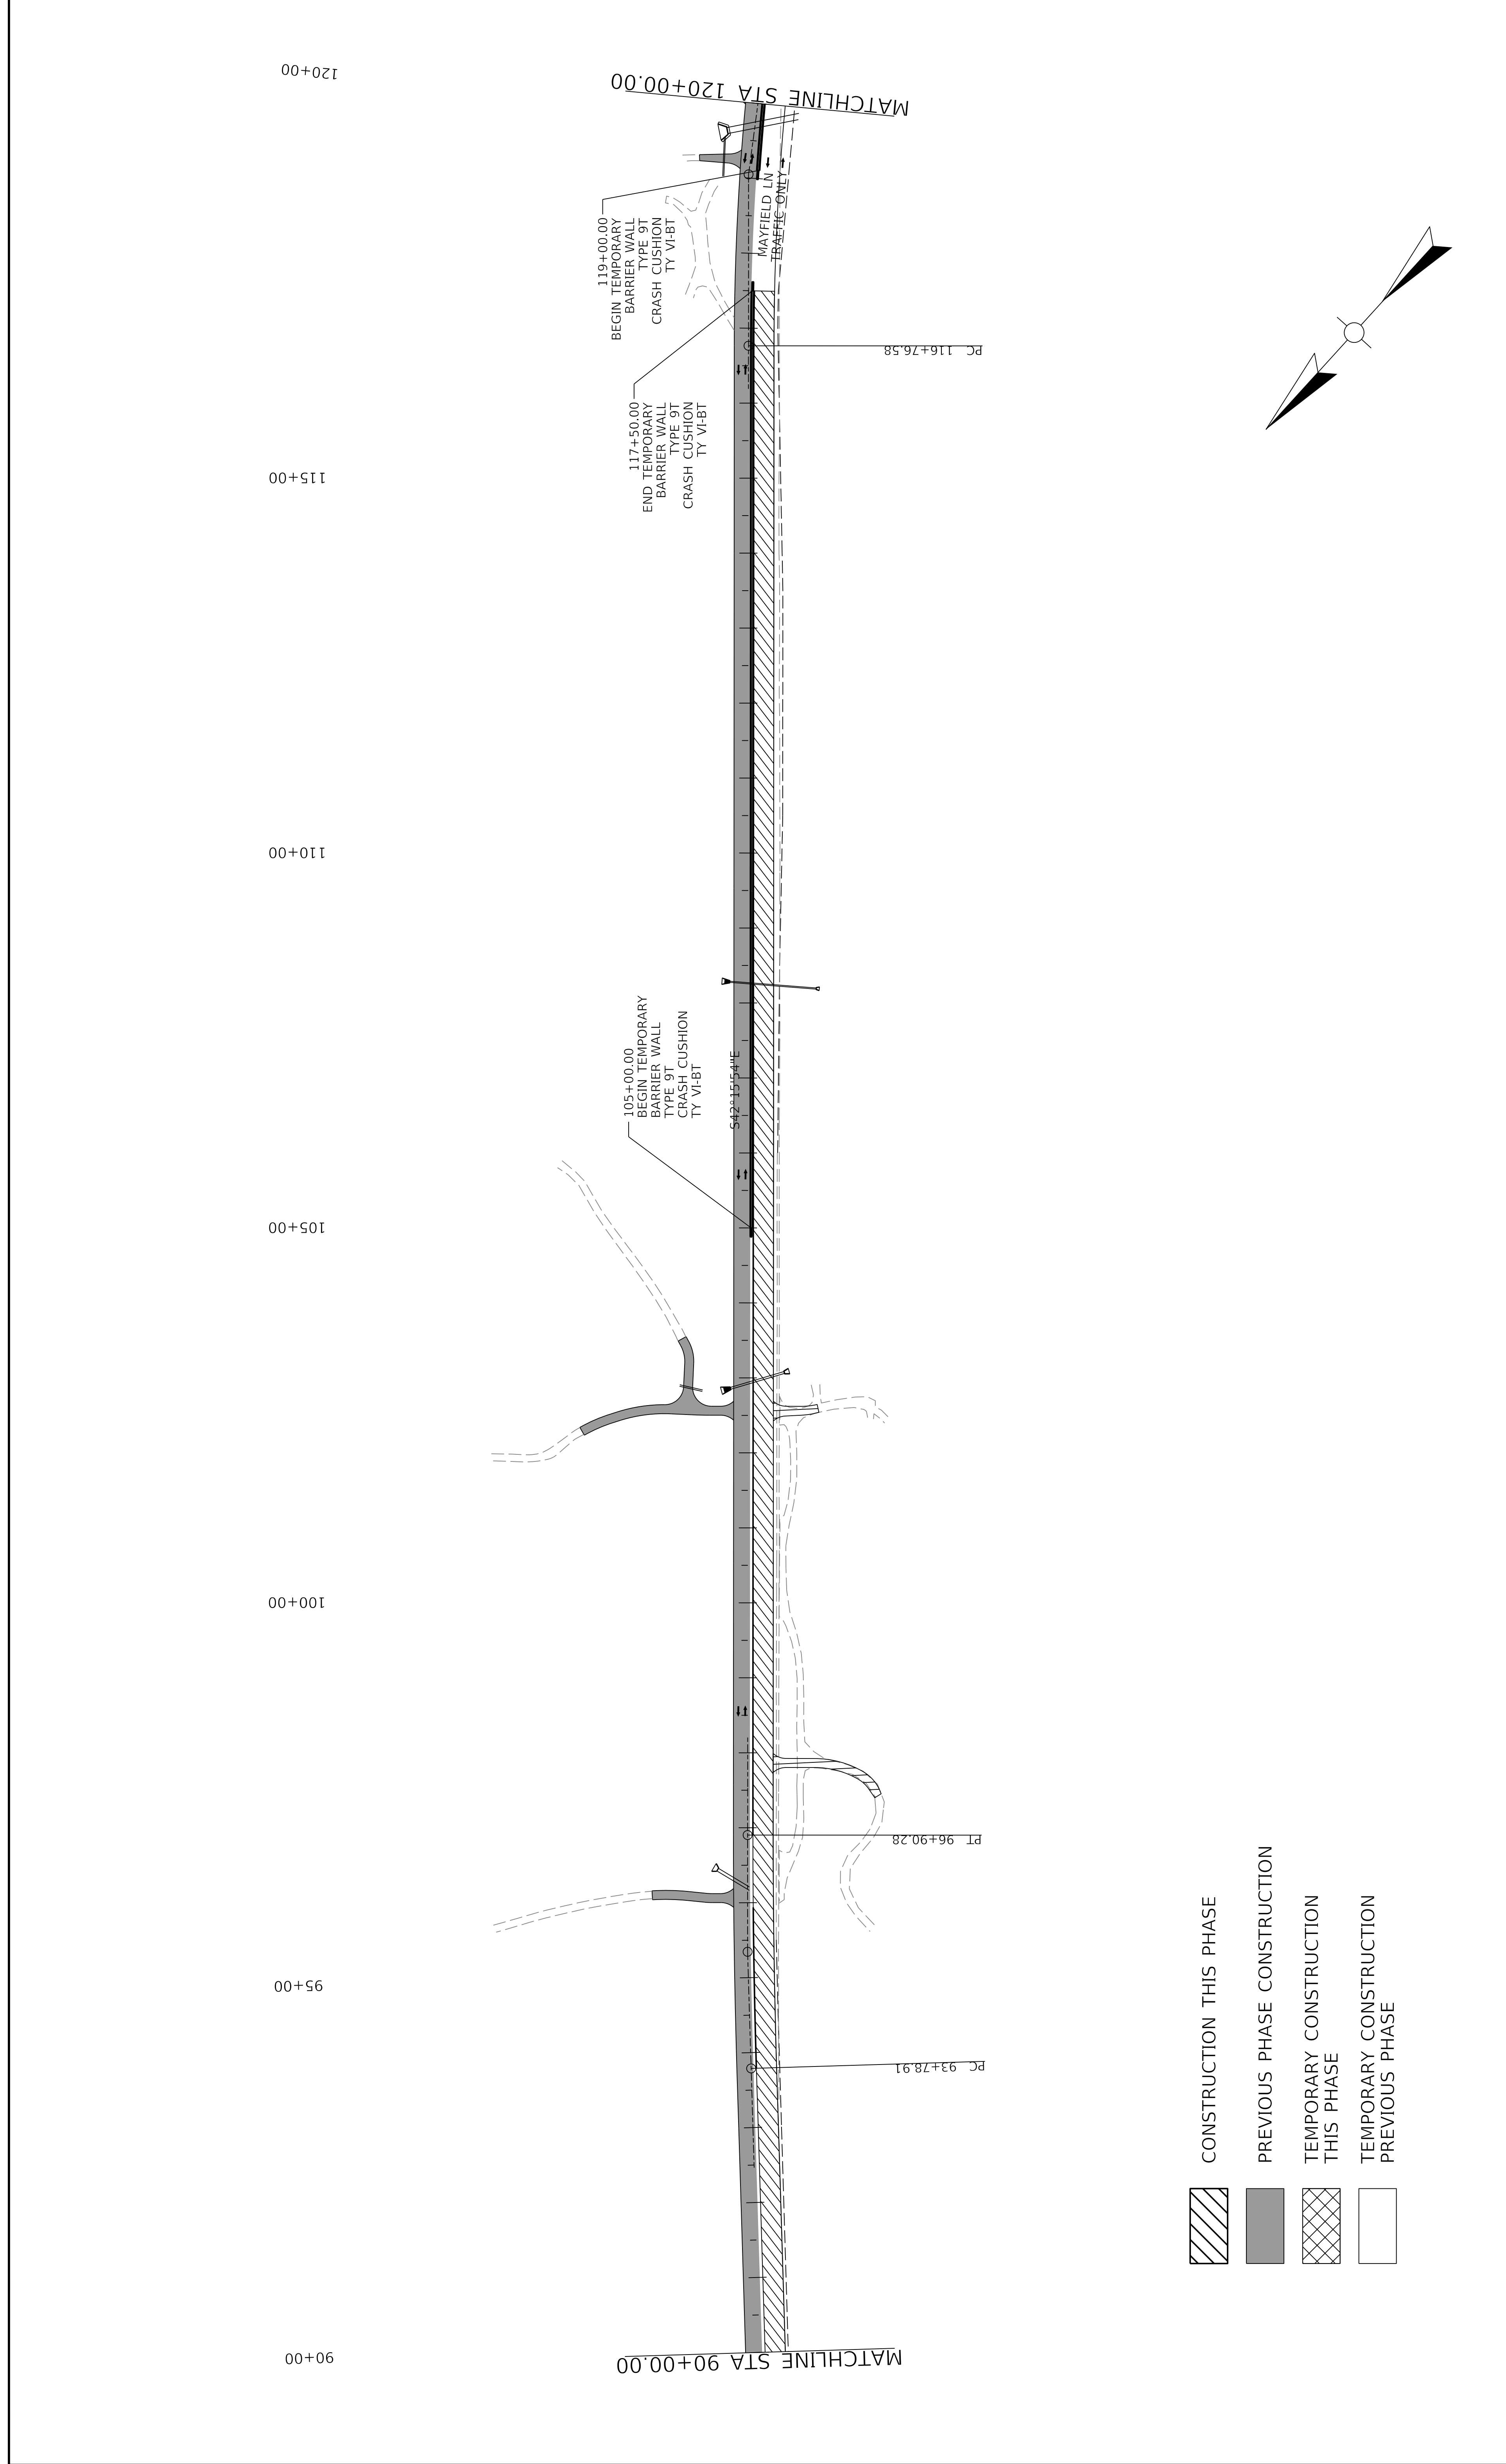 120+00
MATCHLINE STA 120+00.00
MAYFIELD LN
TRAFFIC ONLY
119+00.00
BEGIN TEMPORARY
BARRIER WALL
TYPE 9T
CRASH CUSHION
TY VI-BT
PC 116+76.58
117+50.00
END TEMPORARY
BARRIER WALL
TYPE 9T
CRASH CUSHION
TY VI-BT
115+00
110+00
105+00.00
BEGIN TEMPORARY
BARRIER WALL
TYPE 9T
CRASH CUSHION
TY VI-BT
S42°15'54"E
105+00
100+00
PT 96+90.28
95+00
PC 93+78.91
90+00
MATCHLINE STA 90+00.00
CONSTRUCTION THIS PHASE
PREVIOUS PHASE CONSTRUCTION
TEMPORARY CONSTRUCTION
THIS PHASE
TEMPORARY CONSTRUCTION
PREVIOUS PHASE